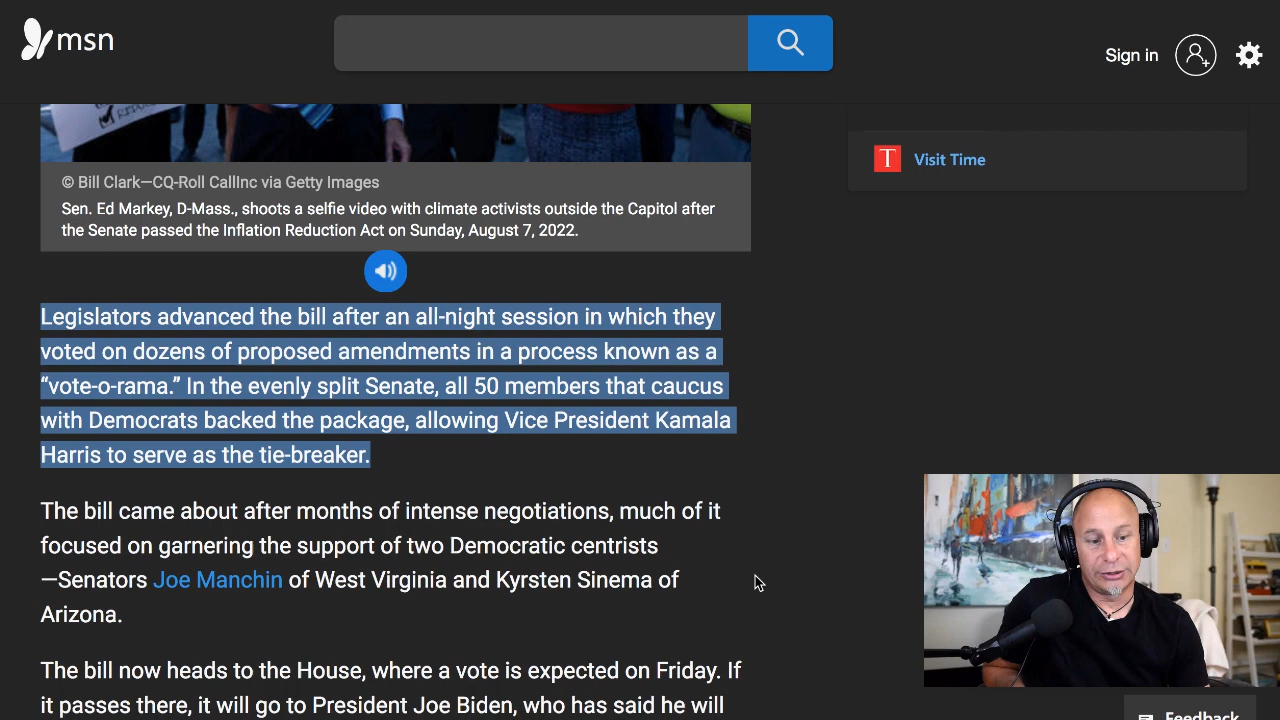 msn
Sign in
T Visit Time
© Bill Clark—CQ-Roll CallInc via Getty Images
Sen. Ed Markey, D-Mass., shoots a selfie video with climate activists outside the Capitol after
the Senate passed the Inflation Reduction Act on Sunday, August 7, 2022.
Legislators advanced the bill after an all-night session in which they
voted on dozens of proposed amendments in a process known as a
“vote-o-rama.” In the evenly split Senate, all 50 members that caucus
with Democrats backed the package, allowing Vice President Kamala
Harris to serve as the tie-breaker.
The bill came about after months of intense negotiations, much of it
focused on garnering the support of two Democratic centrists
—Senators Joe Manchin of West Virginia and Kyrsten Sinema of
Arizona.
The bill now heads to the House, where a vote is expected on Friday. If
it passes there, it will go to President Joe Biden, who has said he will
Feedback